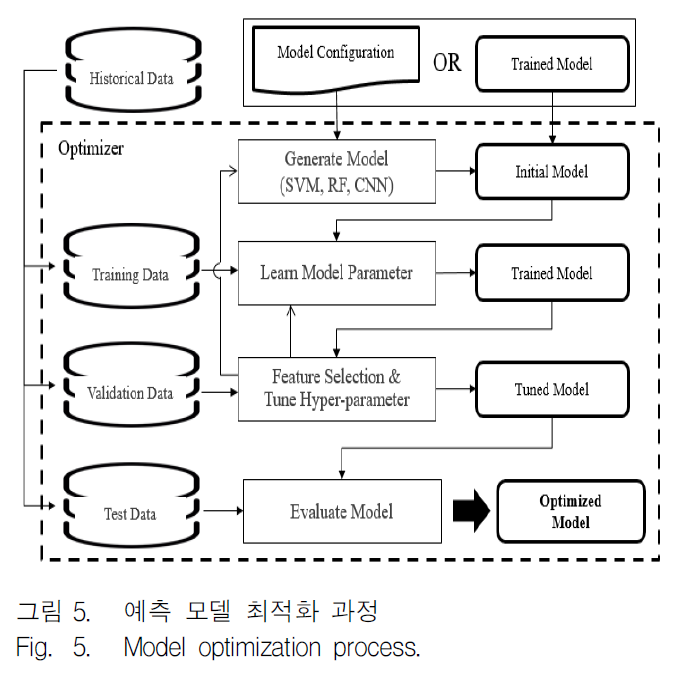 Historical Data
Model Configuration
OR
Trained Model
Optimizer
Generate Model
(SVM, RF, CNN)
Initial Model
Training Data
Learn Model Parameter
Trained Model
Validation Data
Feature Selection &
Tune Hyper-parameter
Tuned Model
Test Data
Evaluate Model
Optimized
Model
그림 5. 예측 모델 최적화 과정
Fig. 5. Model optimization process.